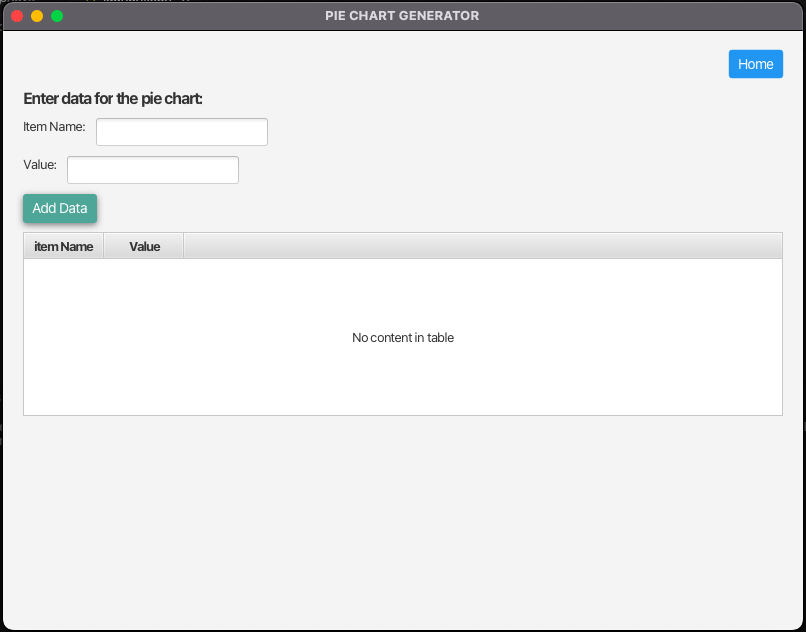 PIE CHART GENERATOR
Home
Enter data for the pie chart:
Item Name:
Value:
Add Data
item Name Value
No content in table